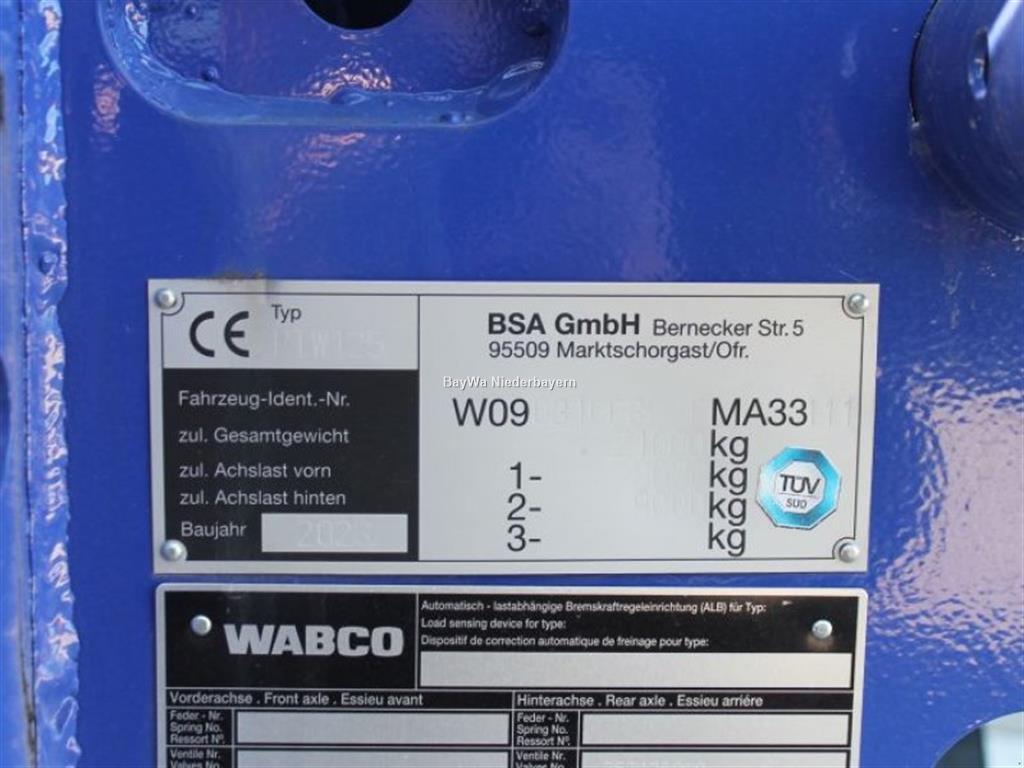 CE Typ
BSA GmbH Bernecker Str. 5
95509 Marktschorgast/Ofr.
BayWa Niederbayern
Fahrzeug-Ident.-Nr. W09 MA33
zul. Gesamtgewicht kg
zul. Achslast vorn 1- kg
zul. Achslast hinten 2- kg
3- kg
Baujahr 2023
TÜV
SÜD
WABCO
Automatisch - lastabhängige Bremskraftregeleinrichtung (ALB) für Typ:
Load sensing device for type:
Dispositif de correction automatique de freinage pour type:
Vorderachse . Front axle . Essieu avant
Hinterachse . Rear axle . Essieu arriére
Feder - Nr.
Spring No.
Ressort N°.
Feder - Nr.
Spring No.
Ressort N°.
Ventile Nr.
Valves No.
Ventile Nr.
Valves No.